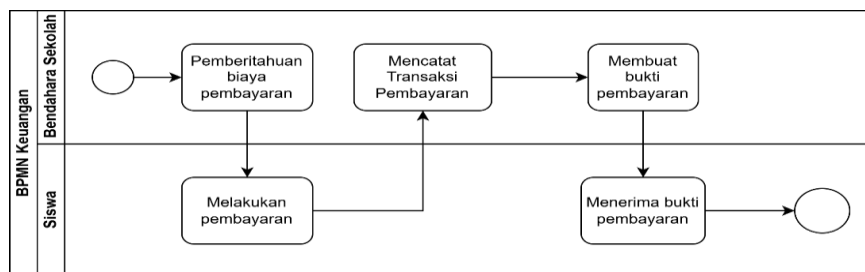 BPMN Keuangan
Bendahara Sekolah
Pemberitahuan
biaya
pembayaran
Mencatat
Transaksi
Pembayaran
Membuat
bukti
pembayaran
Siswa
Melakukan
pembayaran
Menerima bukti
pembayaran